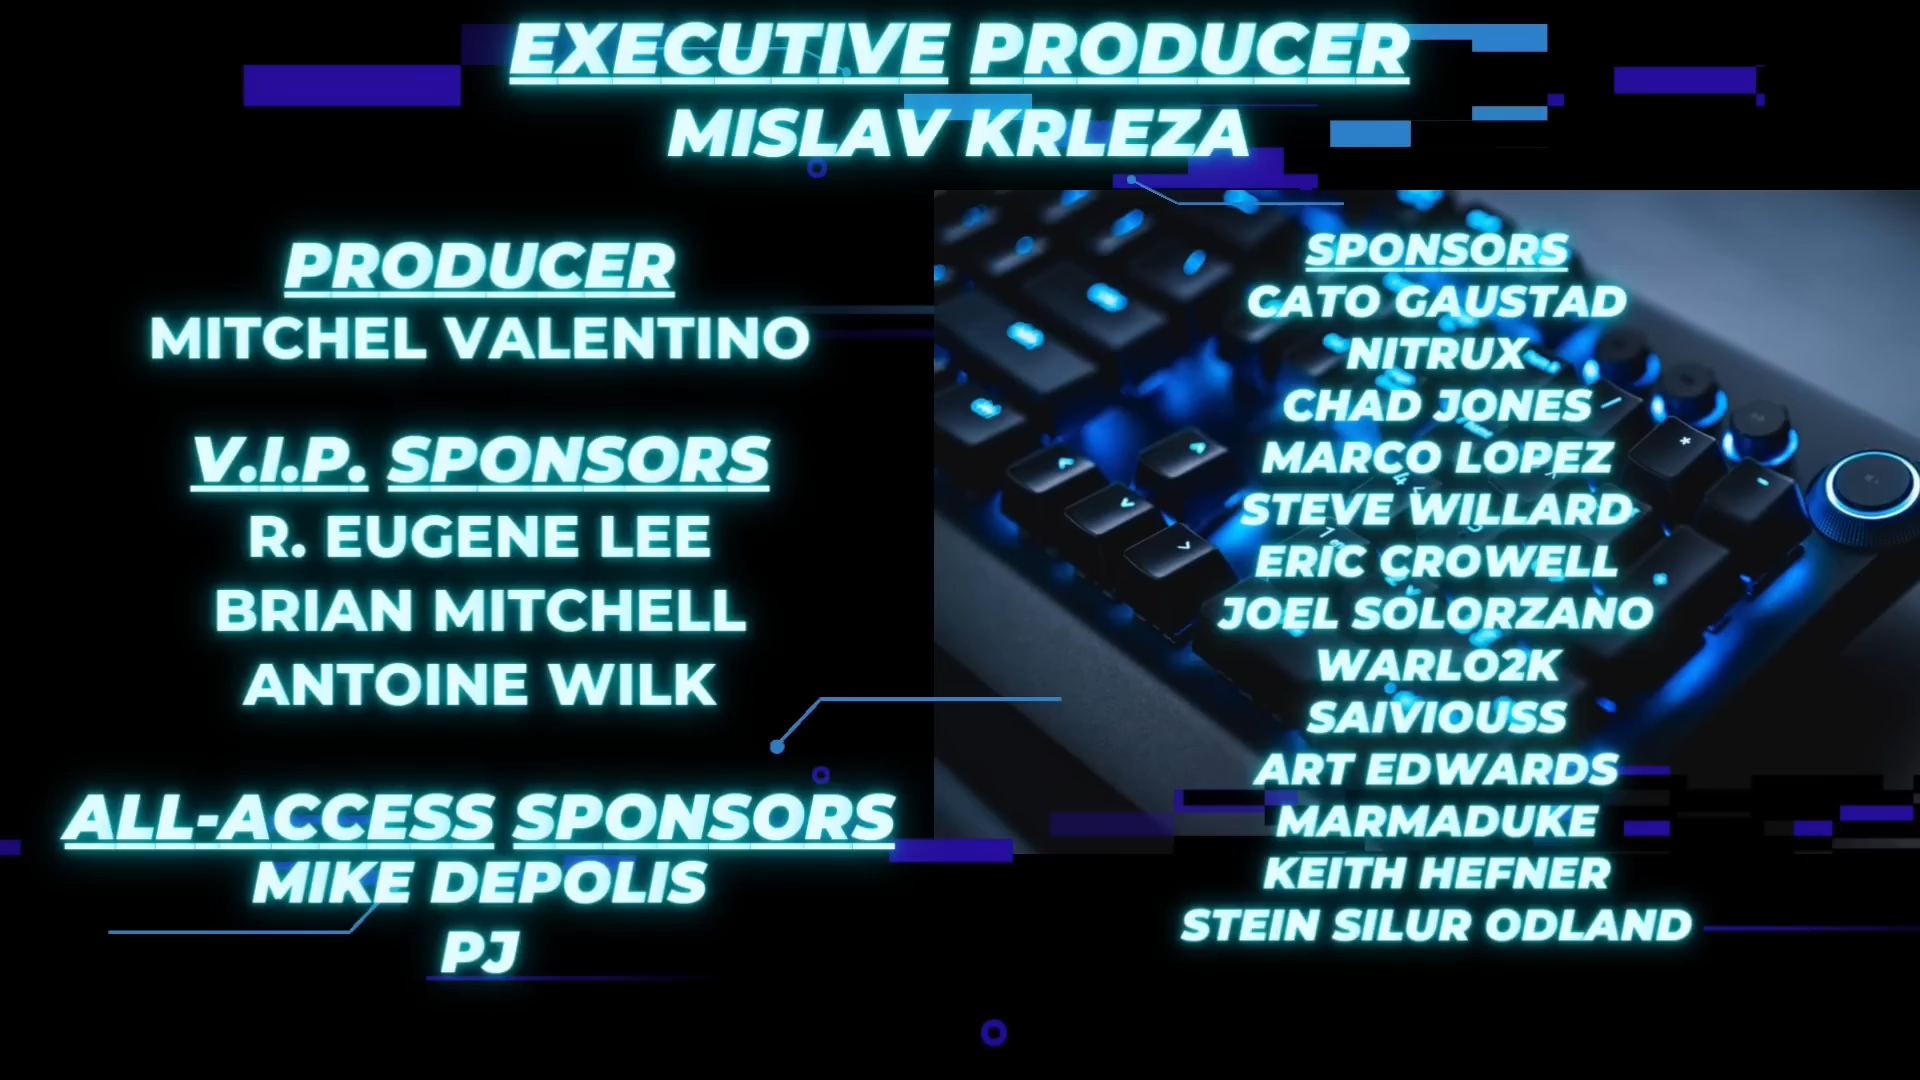 EXECUTIVE PRODUCER
MISLAV KRLEZA
PRODUCER
MITCHEL VALENTINO
V.I.P. SPONSORS
R. EUGENE LEE
BRIAN MITCHELL
ANTOINE WILK
ALL-ACCESS SPONSORS
MIKE DEPOLIS
PJ
SPONSORS
CATO GAUSTAD
NITRUX
CHAD JONES
MARCO LOPEZ
STEVE WILLARD
ERIC CROWELL
JOEL SOLORZANO
WARLO2K
SAIVIOUSS
ART EDWARDS
MARMADUKE
KEITH HEFNER
STEIN SILUR ODLAND